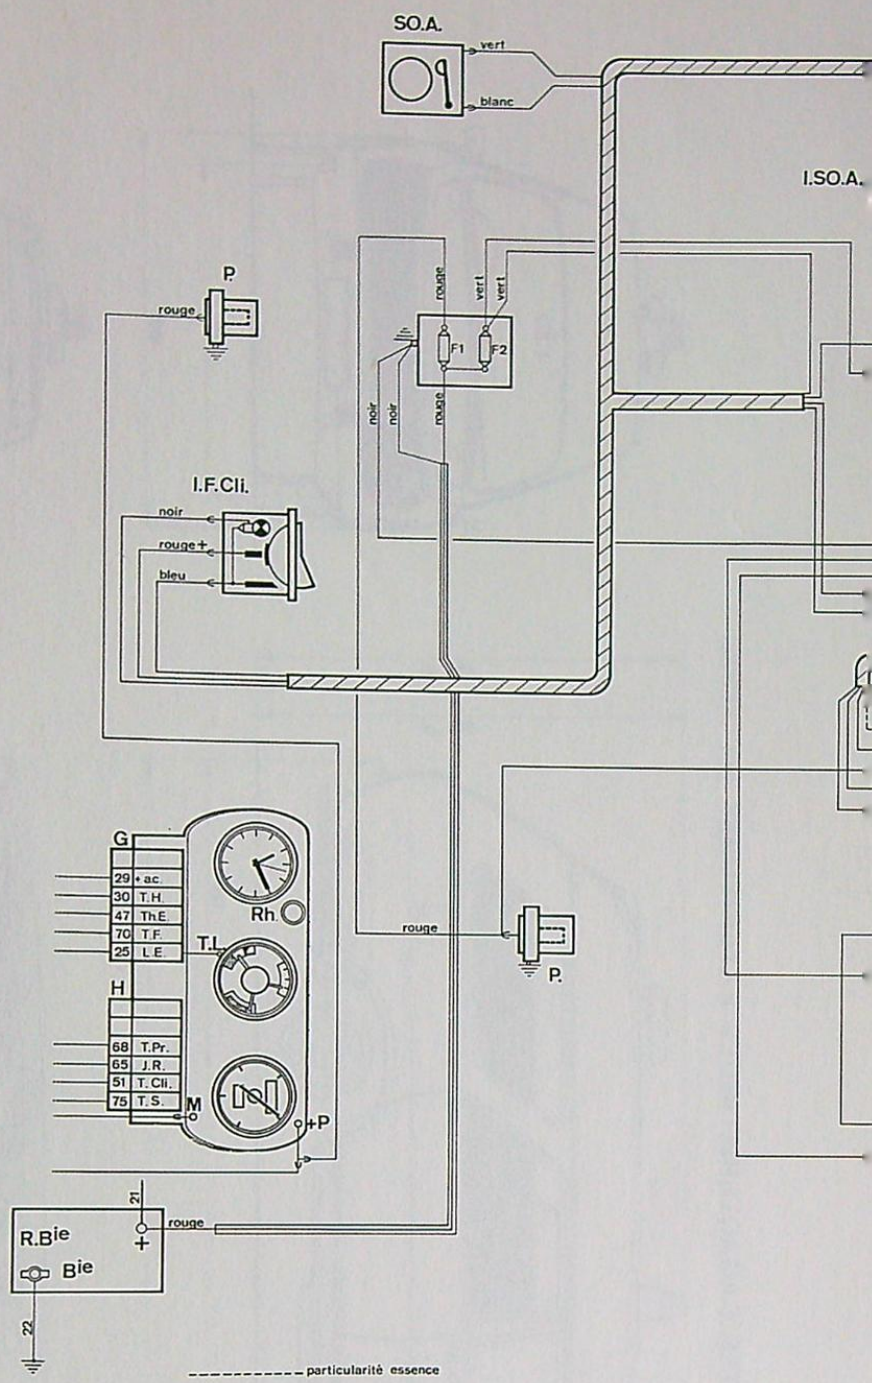 SO.A.
vert
blanc
I.SO.A.
P.
rouge
rouge
vert
vert
F1
F2
noir
noir
rouge
I.F.Cli.
noir
rouge+
bleu
G
29 + ac.
30 T.H.
47 Th.E.
70 T.F.
25 L.E.
Rh.
T.L
rouge
P.
H
68 T.Pr.
65 J.R.
51 T. Cli.
75 T.S.
M
+P
21
rouge
+
R.Bie
Bie
22
particularité essence